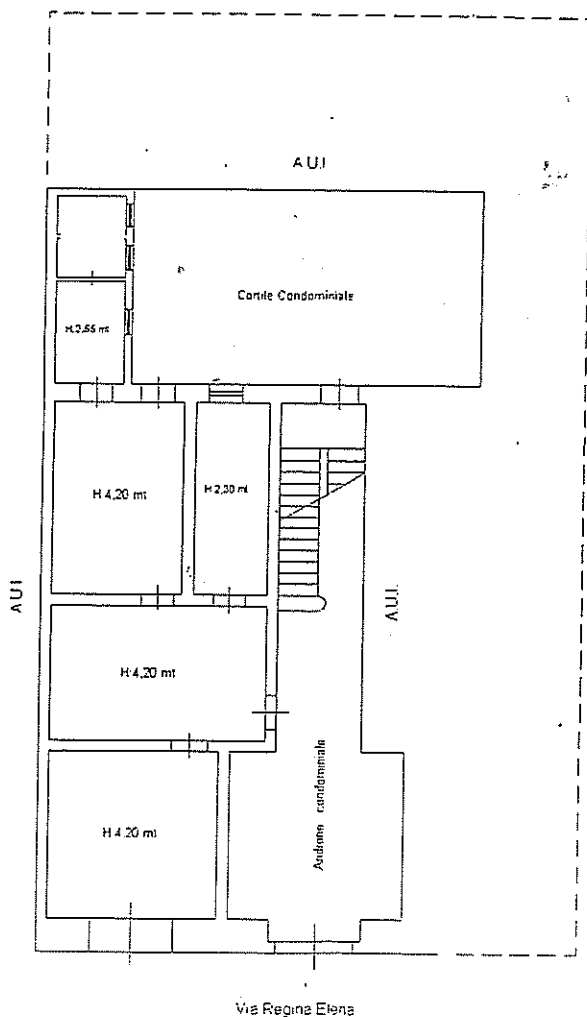 A.U.I
Cortile Condominiale
H.2,55 mt
H.4,20 mt
H.2,30 mt
A.U.I
A.U.I.
H.4,20 mt
H.4,20 mt
Androne condominiale
Via Regina Elena